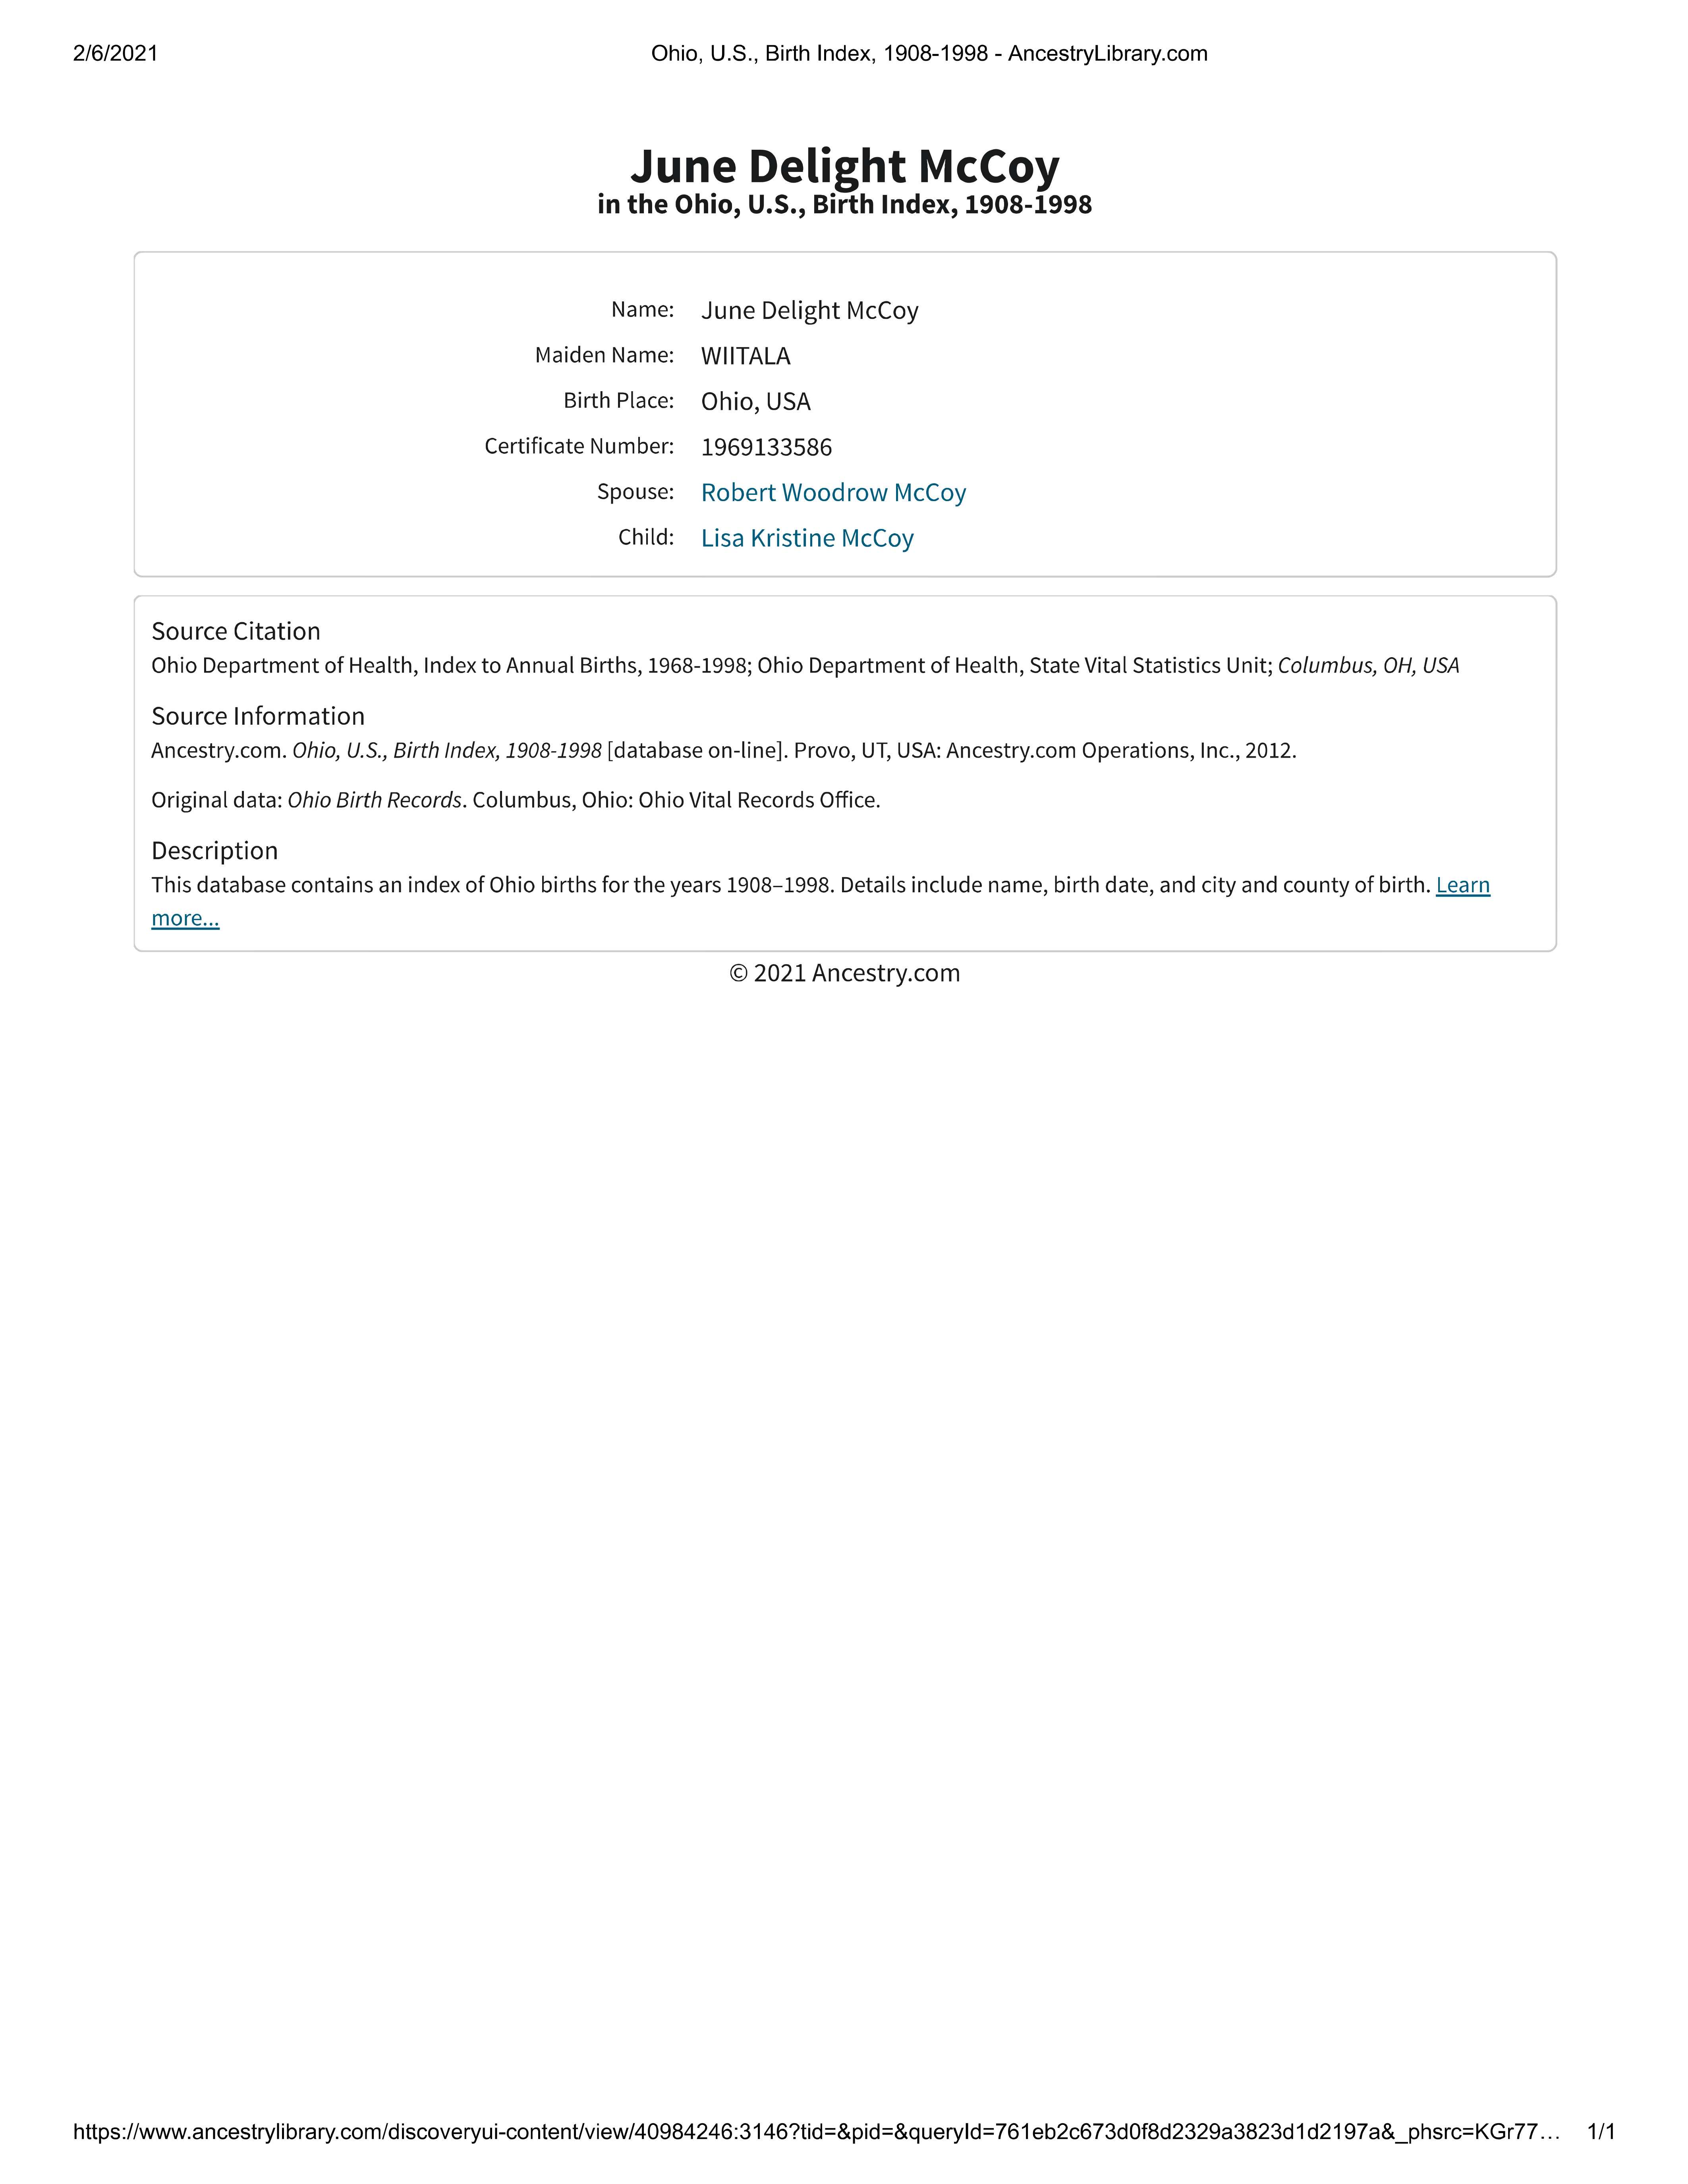 2/6/2021 Ohio, U.S., Birth Index, 1908-1998 - AncestryLibrary.com
June Delight McCoy
in the Ohio, U.S., Birth Index, 1908-1998
Name: June Delight McCoy
Maiden Name: WIITALA
Birth Place: Ohio, USA
Certificate Number: 1969133586
Spouse: Robert Woodrow McCoy
Child: Lisa Kristine McCoy
Source Citation
Ohio Department of Health, Index to Annual Births, 1968-1998; Ohio Department of Health, State Vital Statistics Unit; Columbus, OH, USA
Source Information
Ancestry.com. Ohio, U.S., Birth Index, 1908-1998 [database on-line]. Provo, UT, USA: Ancestry.com Operations, Inc., 2012.
Original data: Ohio Birth Records. Columbus, Ohio: Ohio Vital Records Office.
Description
This database contains an index of Ohio births for the years 1908–1998. Details include name, birth date, and city and county of birth. Learn
more...
© 2021 Ancestry.com
https://www.ancestrylibrary.com/discoveryui-content/view/40984246:3146?tid=&pid=&queryId=761eb2c673d0f8d2329a3823d1d2197a&_phsrc=KGr77… 1/1